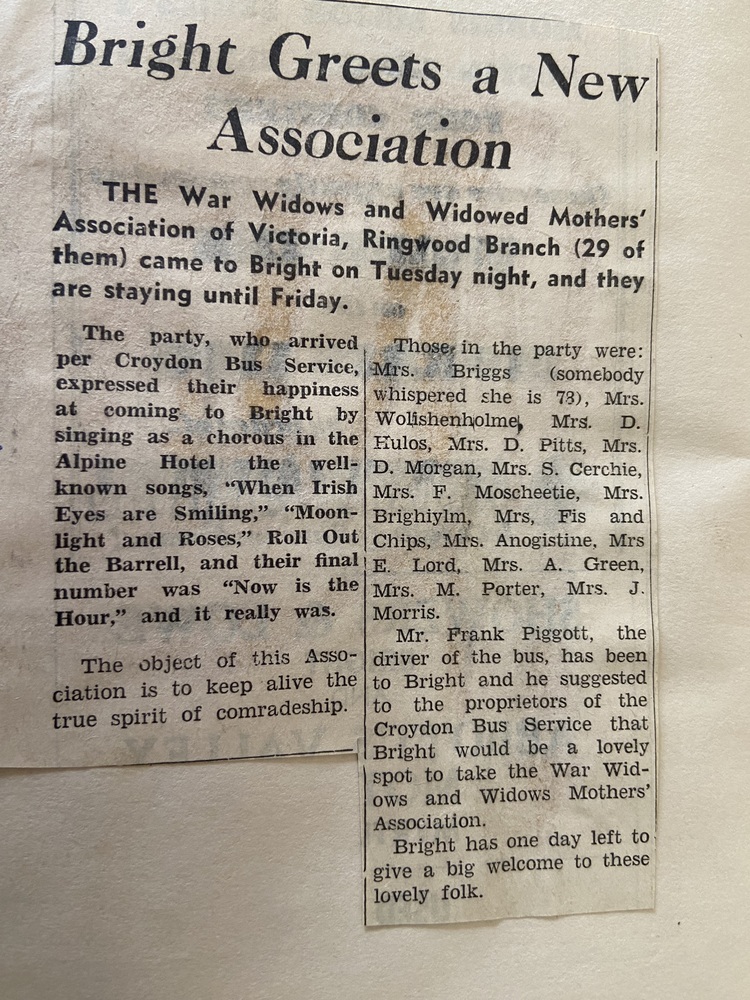 Bright Greets a New
Association
THE War Widows and Widowed Mothers'
Association of Victoria, Ringwood Branch (29 of
them) came to Bright on Tuesday night, and they
are staying until Friday.
The party, who arrived
per Croydon Bus Service,
expressed their happiness
at coming to Bright by
singing as a chorous in the
Alpine Hotel the well-
known songs, "When Irish
Eyes are Smiling," "Moon-
light and Roses," Roll Out
the Barrell, and their final
number was "Now is the
Hour," and it really was.
The object of this Asso-
ciation is to keep alive the
true spirit of comradeship.
Those in the party were:
Mrs. Briggs (somebody
whispered she is 73), Mrs.
Wolishenholme, Mrs. D.
Hulos, Mrs. D. Pitts, Mrs.
D. Morgan, Mrs. S. Cerchie,
Mrs. F. Moscheetie, Mrs.
Brighiylm, Mrs, Fis and
Chips, Mrs. Anogistine, Mrs
E. Lord, Mrs. A. Green,
Mrs. M. Porter, Mrs. J.
Morris.
Mr. Frank Piggott, the
driver of the bus, has been
to Bright and he suggested
to the proprietors of the
Croydon Bus Service that
Bright would be a lovely
spot to take the War Wid-
ows and Widows Mothers'
Association.
Bright has one day left to
give a big welcome to these
lovely folk.